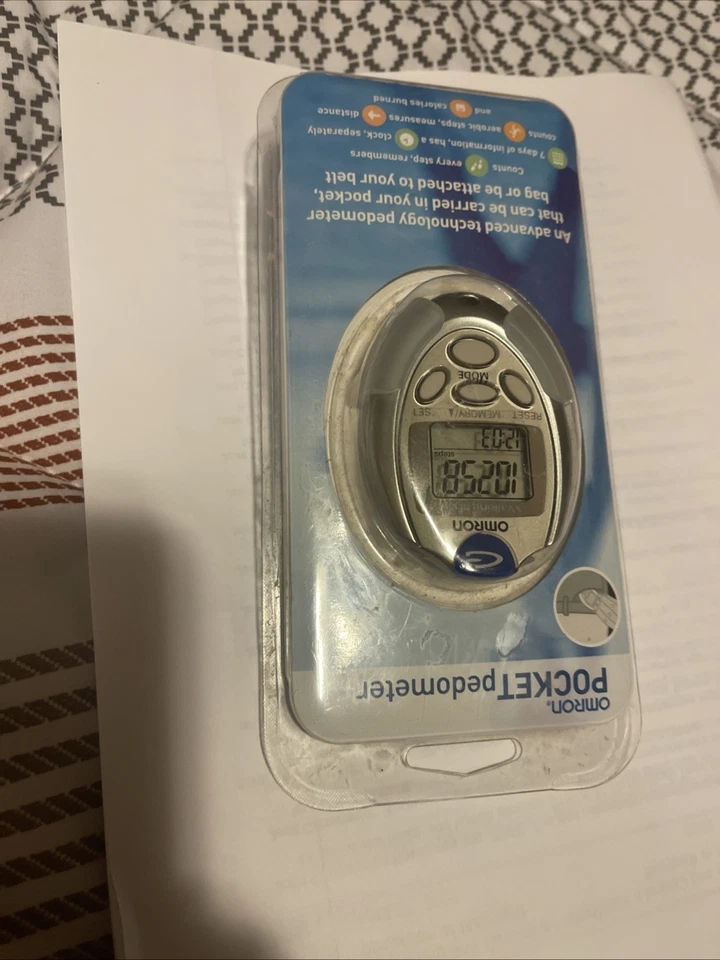 OMRON®
POCKET pedometer
OMRON
10258
steps
12:03
RESET MEMORY/▲ SET
MODE
An advanced technology pedometer
that can be carried in your pocket,
bag or be attached to your belt
Counts every step, remembers
7 days of information, has a clock, separately
counts aerobic steps, measures distance
and calories burned